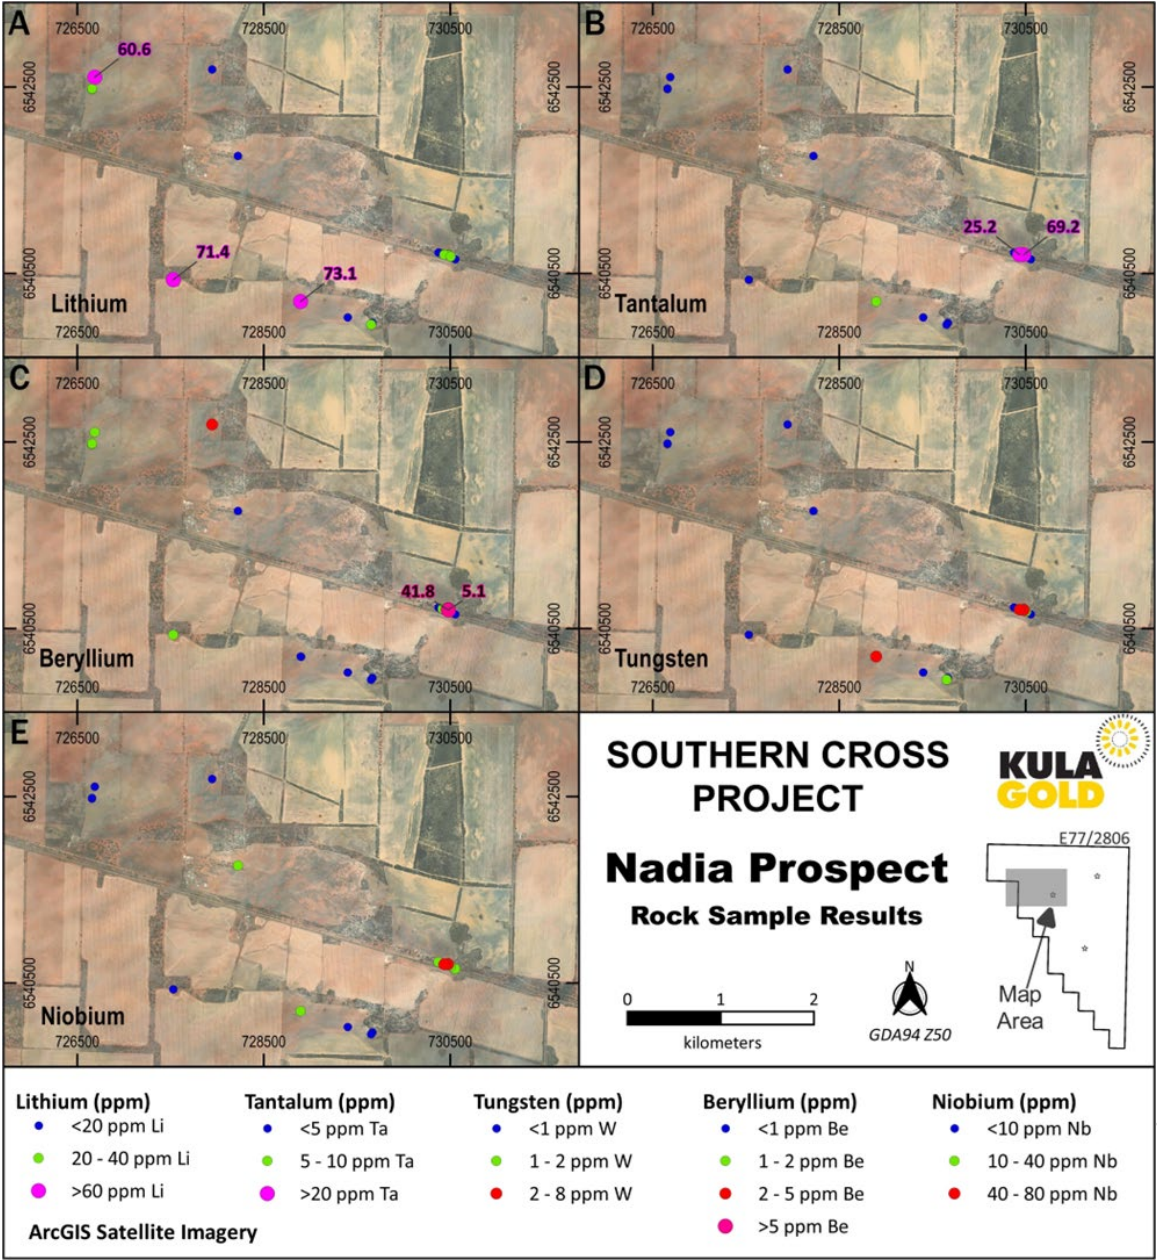 A
726500
728500
730500
60.6
6542500
6542500
71.4
73.1
6540500
6540500
Lithium
726500
728500
730500
B
726500
728500
730500
6542500
6542500
25.2
69.2
6540500
6540500
Tantalum
726500
728500
730500
C
726500
728500
730500
6542500
6542500
41.8
5.1
6540500
6540500
Beryllium
726500
728500
730500
D
726500
728500
730500
6542500
6542500
6540500
6540500
Tungsten
726500
728500
730500
E
726500
728500
730500
6542500
6542500
6540500
6540500
Niobium
726500
728500
730500
SOUTHERN CROSS
PROJECT
KULA
GOLD
Nadia Prospect
Rock Sample Results
E77/2806
Map
Area
0 1 2
kilometers
N
GDA94 Z50
Lithium (ppm)
<20 ppm Li
20 - 40 ppm Li
>60 ppm Li
Tantalum (ppm)
<5 ppm Ta
5 - 10 ppm Ta
>20 ppm Ta
Tungsten (ppm)
<1 ppm W
1 - 2 ppm W
2 - 8 ppm W
Beryllium (ppm)
<1 ppm Be
1 - 2 ppm Be
2 - 5 ppm Be
>5 ppm Be
Niobium (ppm)
<10 ppm Nb
10 - 40 ppm Nb
40 - 80 ppm Nb
ArcGIS Satellite Imagery